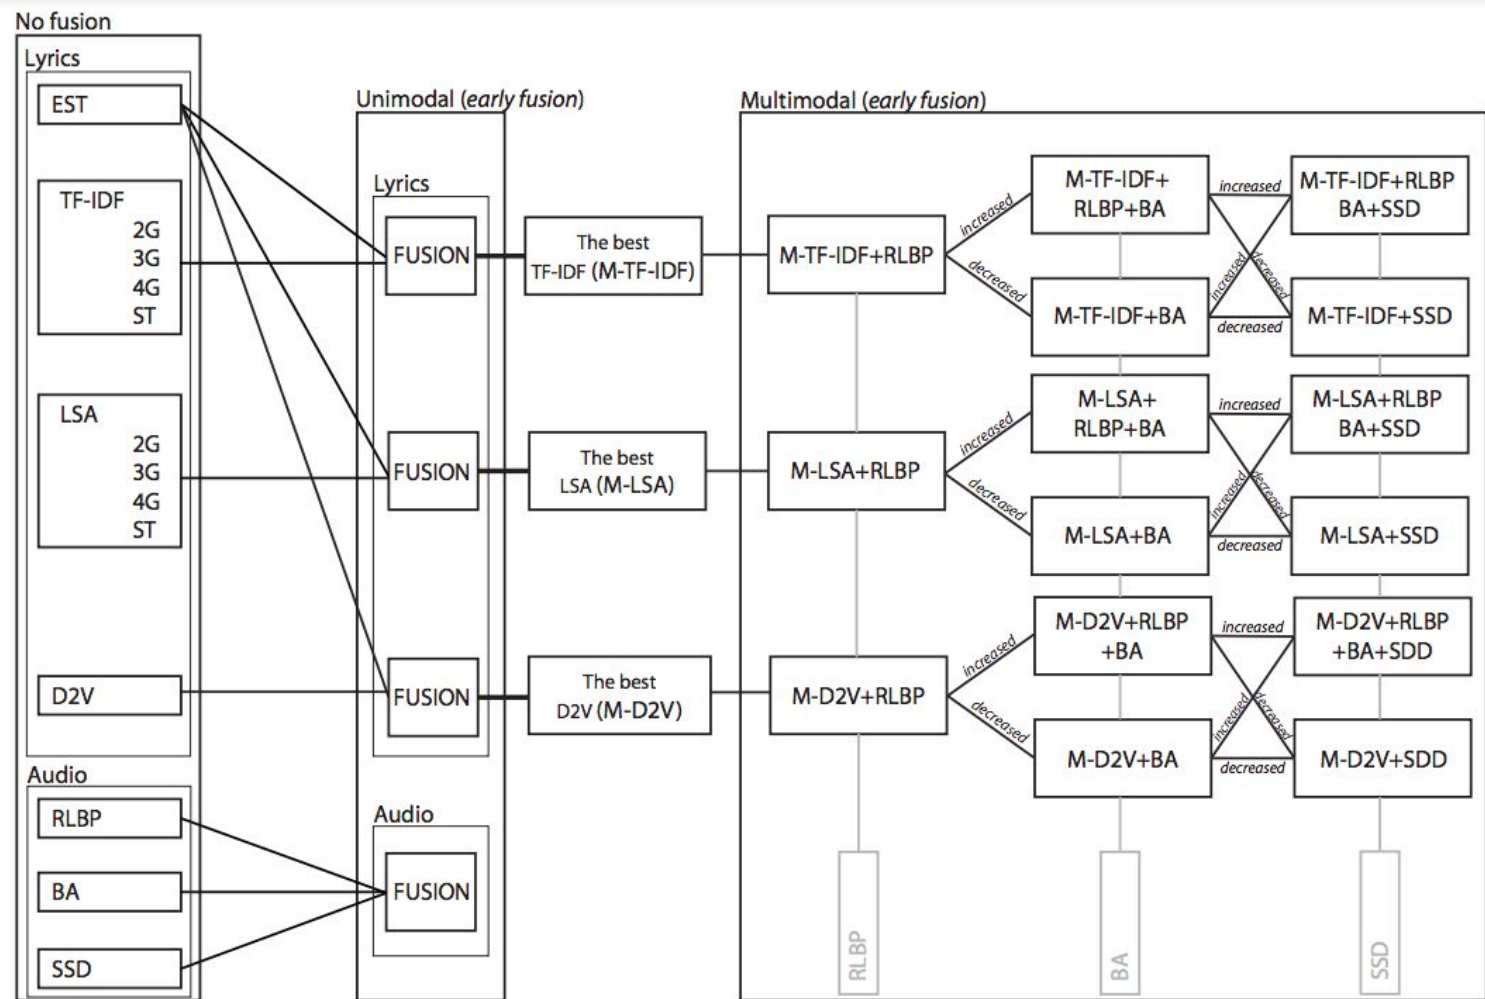 No fusion
Lyrics
EST
TF-IDF
2G
3G
4G
ST
LSA
2G
3G
4G
ST
D2V
Audio
RLBP
BA
SSD
Unimodal (early fusion)
Lyrics
FUSION
FUSION
FUSION
Audio
FUSION
The best
TF-IDF (M-TF-IDF)
The best
LSA (M-LSA)
The best
D2V (M-D2V)
Multimodal (early fusion)
M-TF-IDF+RLBP
increased
decreased
M-TF-IDF+
RLBP+BA
M-TF-IDF+BA
increased
increased
decreased
decreased
M-TF-IDF+RLBP
BA+SSD
M-TF-IDF+SSD
M-LSA+RLBP
increased
decreased
M-LSA+
RLBP+BA
M-LSA+BA
increased
increased
decreased
decreased
M-LSA+RLBP
BA+SSD
M-LSA+SSD
M-D2V+RLBP
increased
decreased
M-D2V+RLBP
+BA
M-D2V+BA
increased
increased
decreased
decreased
M-D2V+RLBP
+BA+SDD
M-D2V+SDD
RLBP
BA
SSD